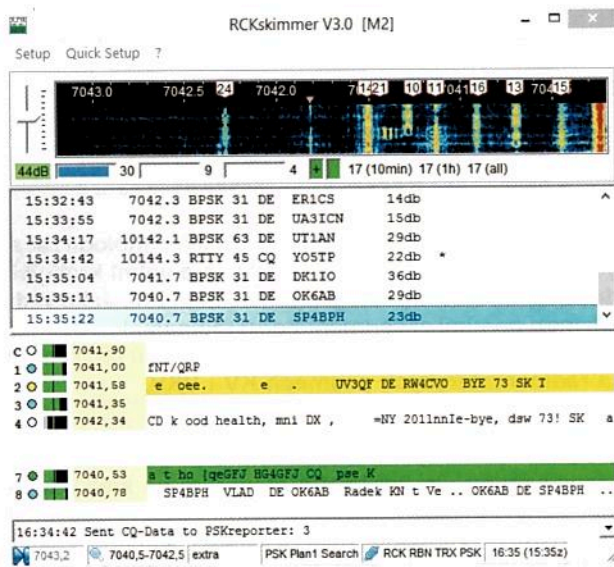 RCKskimmer V3.0 [M2]
Setup Quick Setup ?
7043.0 7042.5 24 7042.0 1421 10 11 041 16 13 704 15
44dB 30 9 4 + 17 (10min) 17 (1h) 17 (all)
15:32:43 7042.3 BPSK 31 DE ER1CS 14db
15:33:55 7042.3 BPSK 31 DE UA3ICN 15db
15:34:17 10142.1 BPSK 63 DE UT1AN 29db
15:34:42 10144.3 RTTY 45 CQ YO5TP 22db *
15:35:04 7041.7 BPSK 31 DE DK1IO 36db
15:35:11 7040.7 BPSK 31 DE OK6AB 29db
15:35:22 7040.7 BPSK 31 DE SP4BPH 23db
C 7041,90
1 7041,00 fNT/QRP
2 7041,58 e oee. e . UV3QF DE RW4CVO BYE 73 SK T
3 7041,35
4 7042,34 CD k ood health, mni DX , =NY 2011nnIe-bye, dsw 73! SK a
7 7040,53 a t ho [qeGFJ HG4GFJ CQ pse K
8 7040,78 SP4BPH VLAD DE OK6AB Radek KN t Ve .. OK6AB DE SP4BPH ..
16:34:42 Sent CQ-Data to PSKreporter: 3
7043,2 7040,5-7042,5 extra PSK Plan1 Search RCK RBN TRX PSK 16:35 (15:35z)